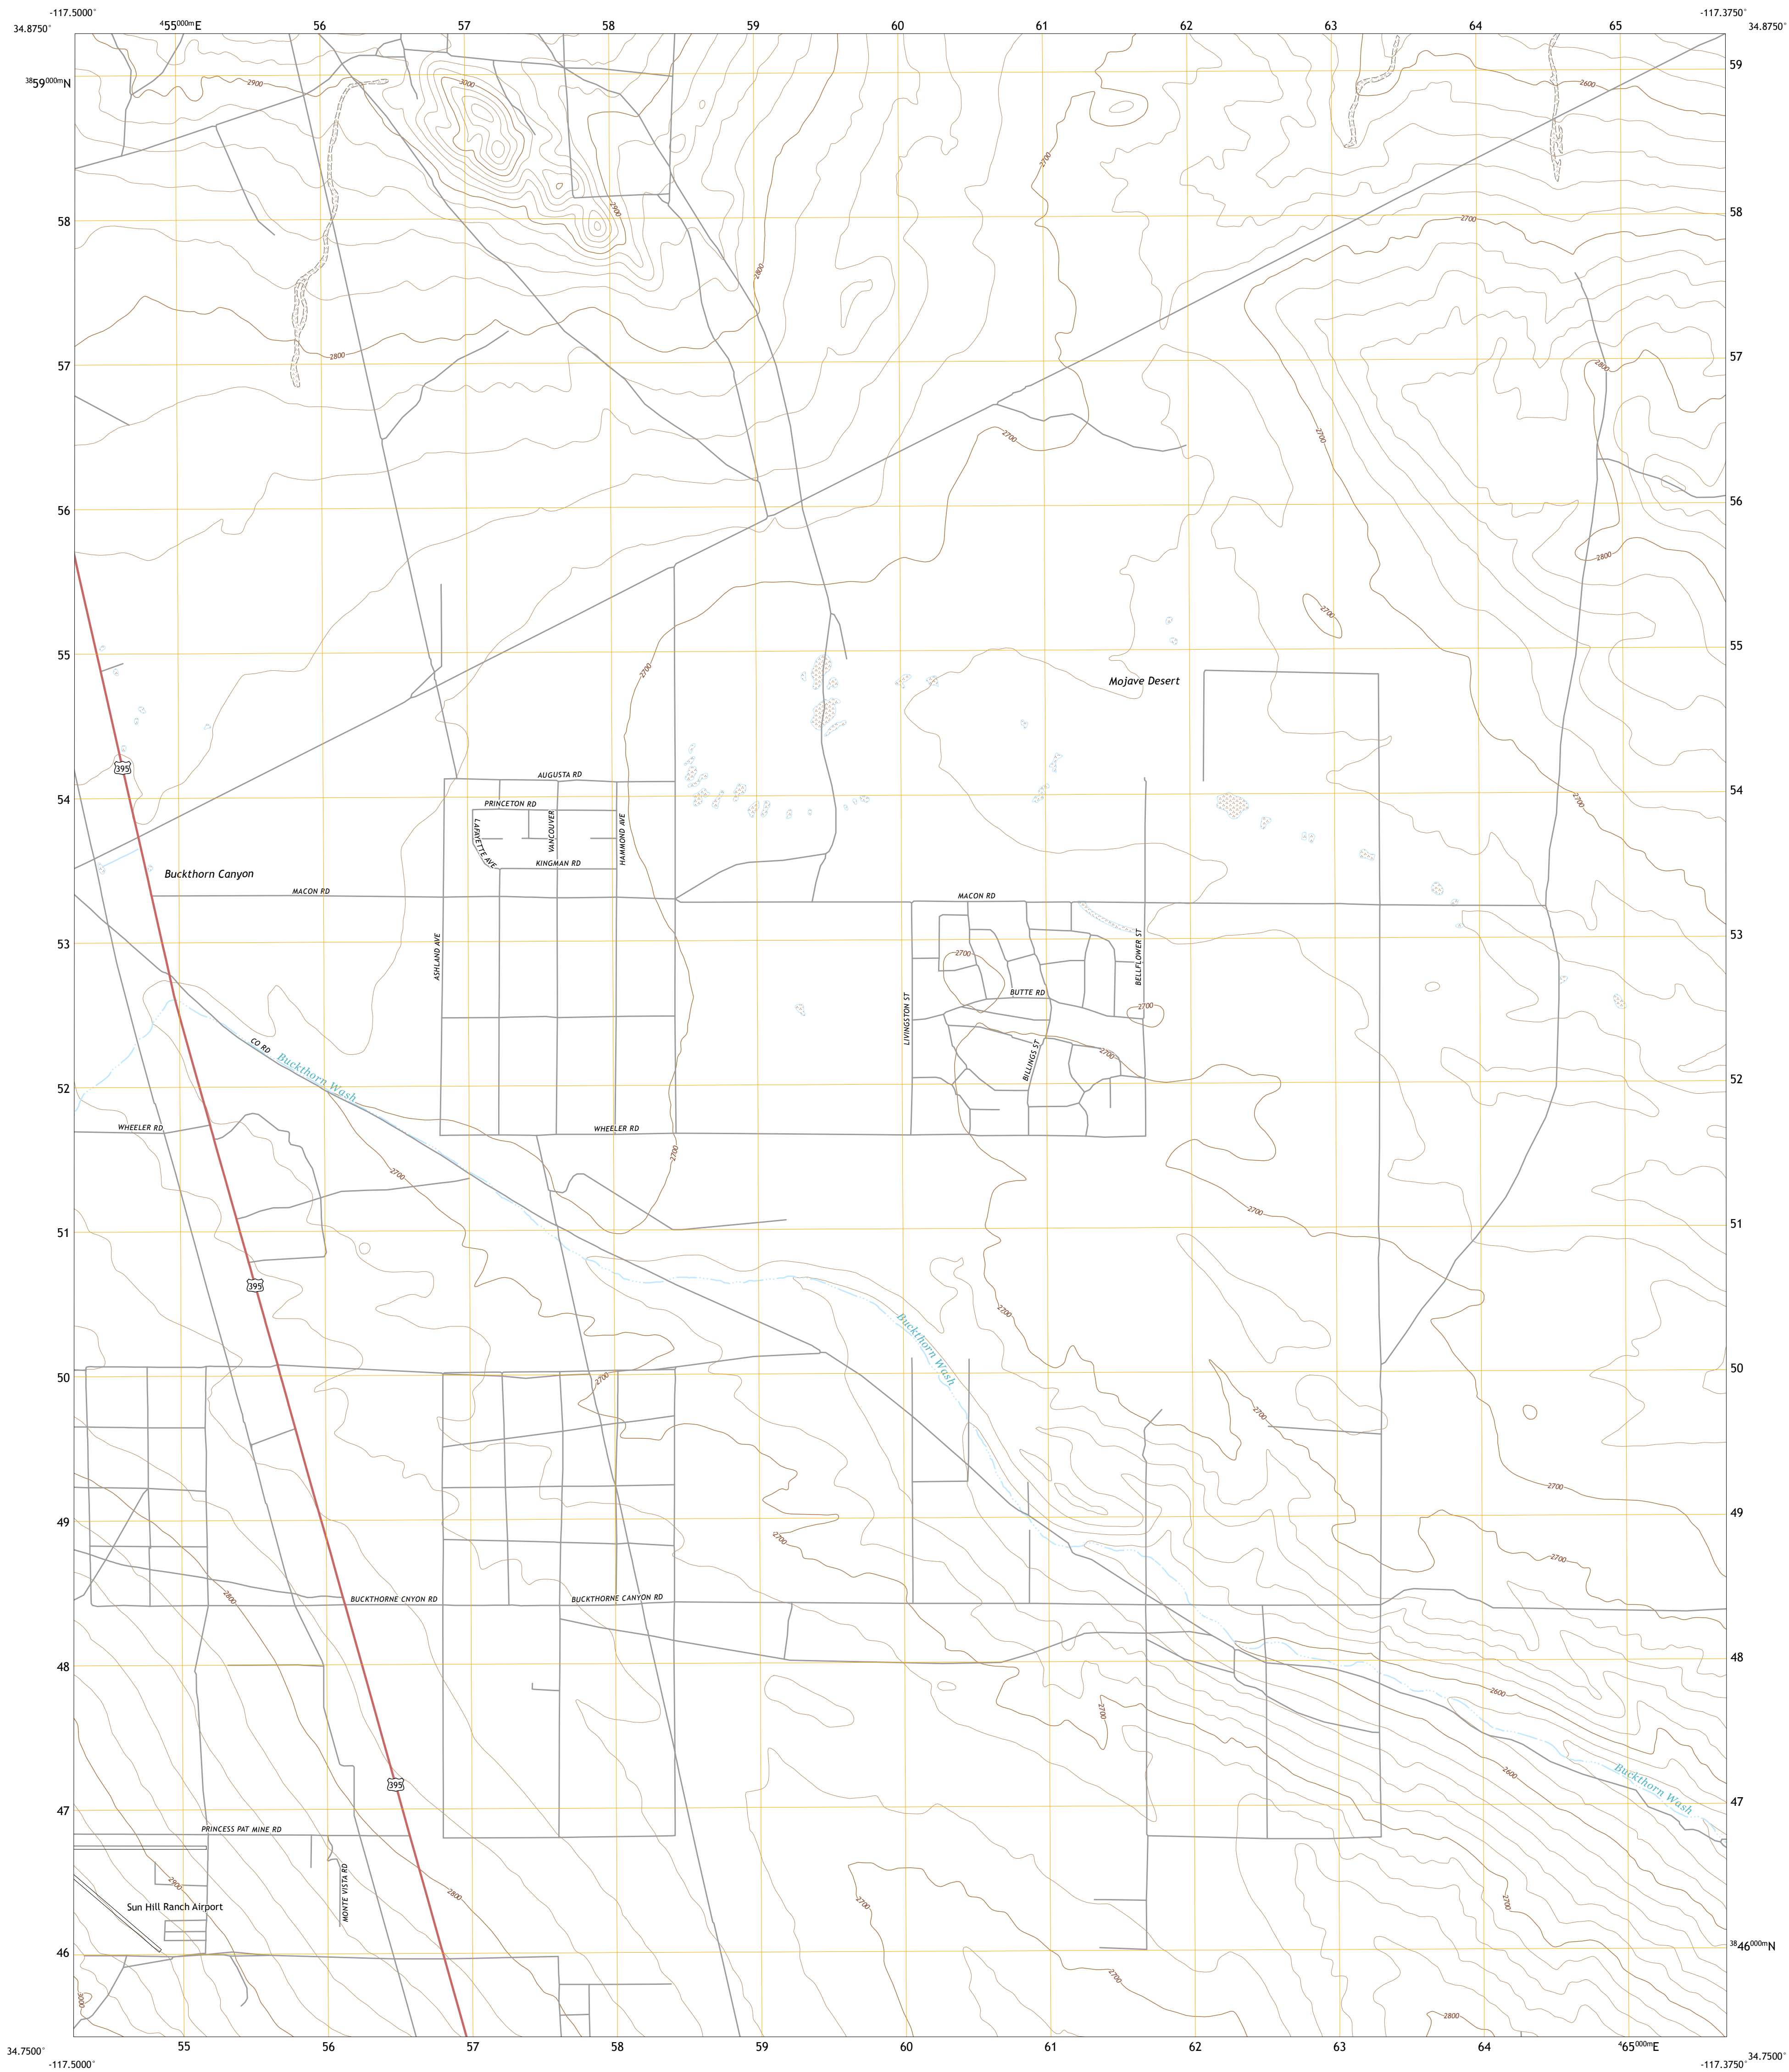 -117.5000°
-117.3750°
34.8750°
⁴55⁰⁰⁰ᵐE 56 57 58 59 60 61 62 63 64 65
34.8750°
³⁸59⁰⁰⁰ᵐN
59
2900
3000
2600
2700
58
2900
2700
58
2800
2800
57
57
2800
2700
2700
56
56
2800
2700
55
2700
55
Mojave Desert
395
AUGUSTA RD
54
PRINCETON RD
2700
54
LAFAYETTE AVE
VANCOUVER
HAMMOND AVE
KINGMAN RD
Buckthorn Canyon
MACON RD
MACON RD
53
ASHLAND AVE
2700
BELLFLOWER ST
53
BUTTE RD
2700
LIVINGSTON ST
CO RD
Buckthorn Wash
BILLINGS ST
2700
52
52
WHEELER RD
WHEELER RD
2700
2700
2700
51
51
395
2700
Buckthorn Wash
50
2700
50
2700
2700
49
2700
49
2700
2800
BUCKTHORNE CNYON RD
BUCKTHORNE CANYON RD
48
48
2700
2600
395
2600
Buckthorn Wash
47
47
PRINCESS PAT MINE RD
2900
MONTE VISTA RD
2800
2700
2700
Sun Hill Ranch Airport
46
³⁸46⁰⁰⁰ᵐN
2700
3000
2800
34.7500°
55 56 57 58 59 60 61 62 63 64 ⁴65⁰⁰⁰ᵐE
34.7500°
-117.5000°
-117.3750°